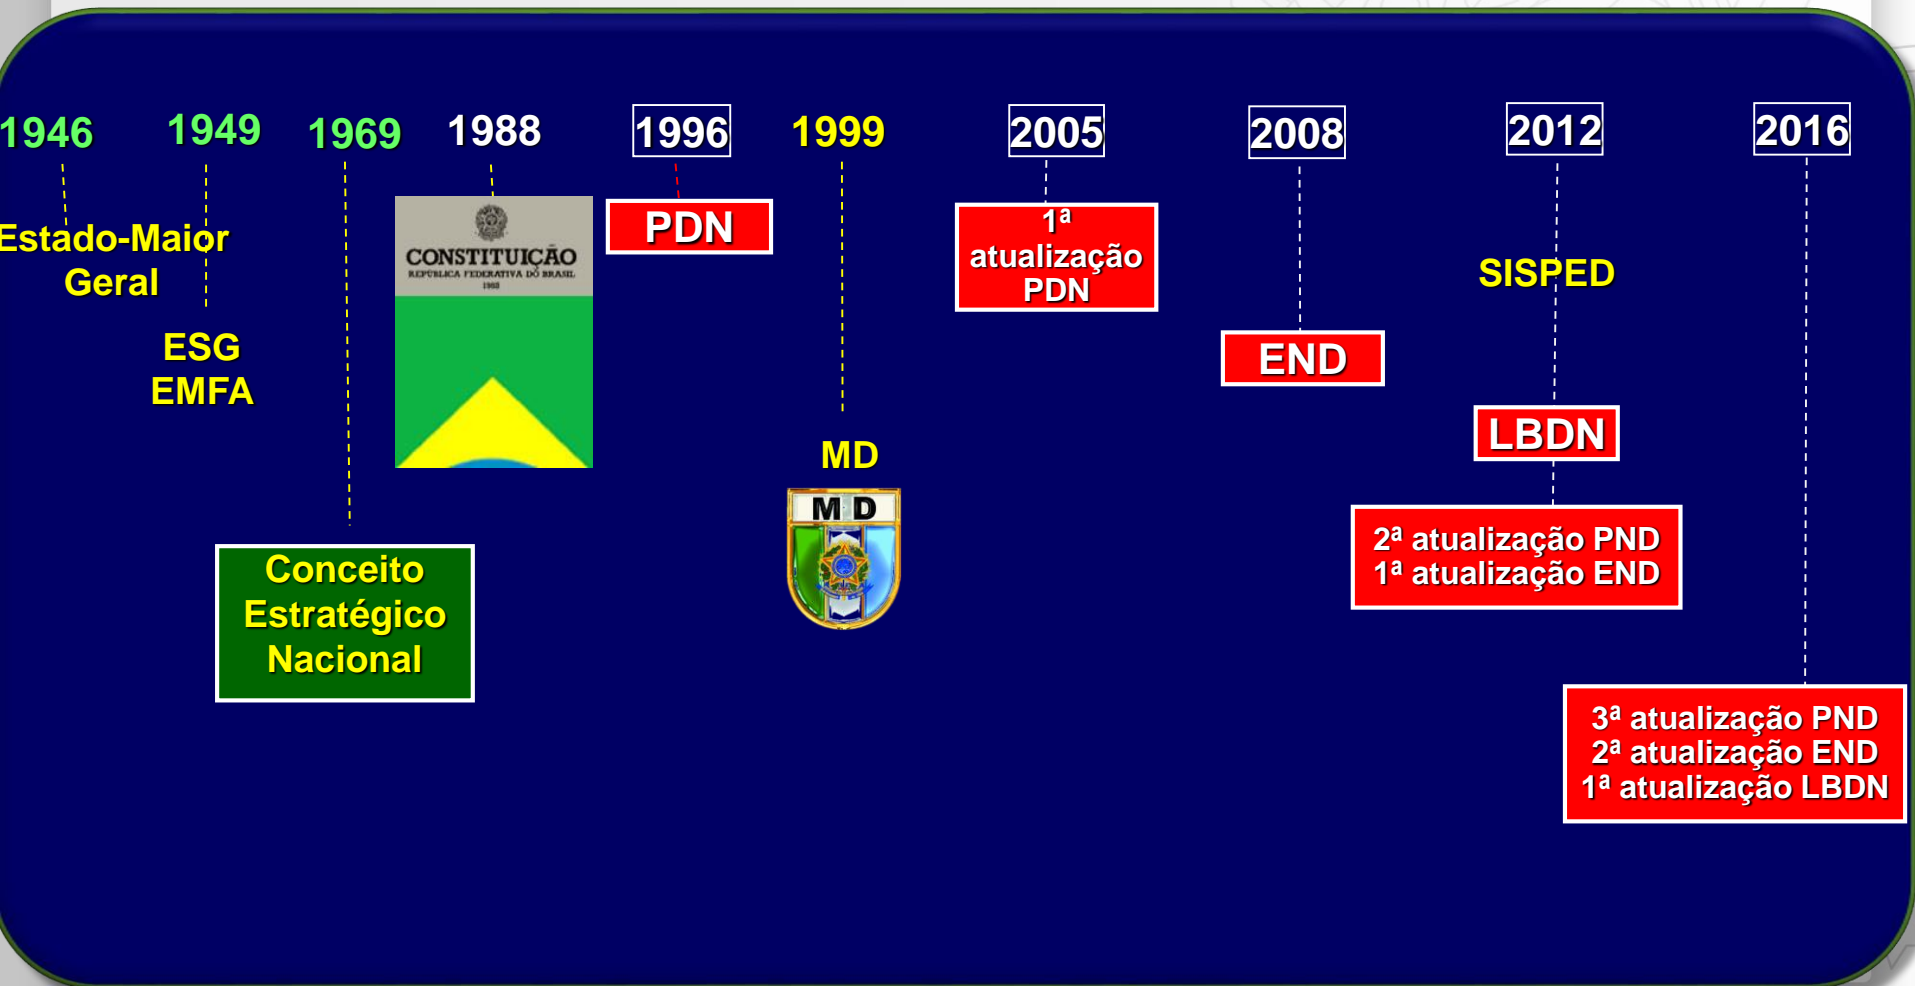 1946
1949
1969
1988
1996
1999
2005
2008
2012
2016
Estado-Maior
Geral
ESG
EMFA
Conceito
Estratégico
Nacional
CONSTITUIÇÃO
REPÚBLICA FEDERATIVA DO BRASIL
1988
PDN
MD
M D
1ª
atualização
PDN
END
SISPED
LBDN
2ª atualização PND
1ª atualização END
3ª atualização PND
2ª atualização END
1ª atualização LBDN